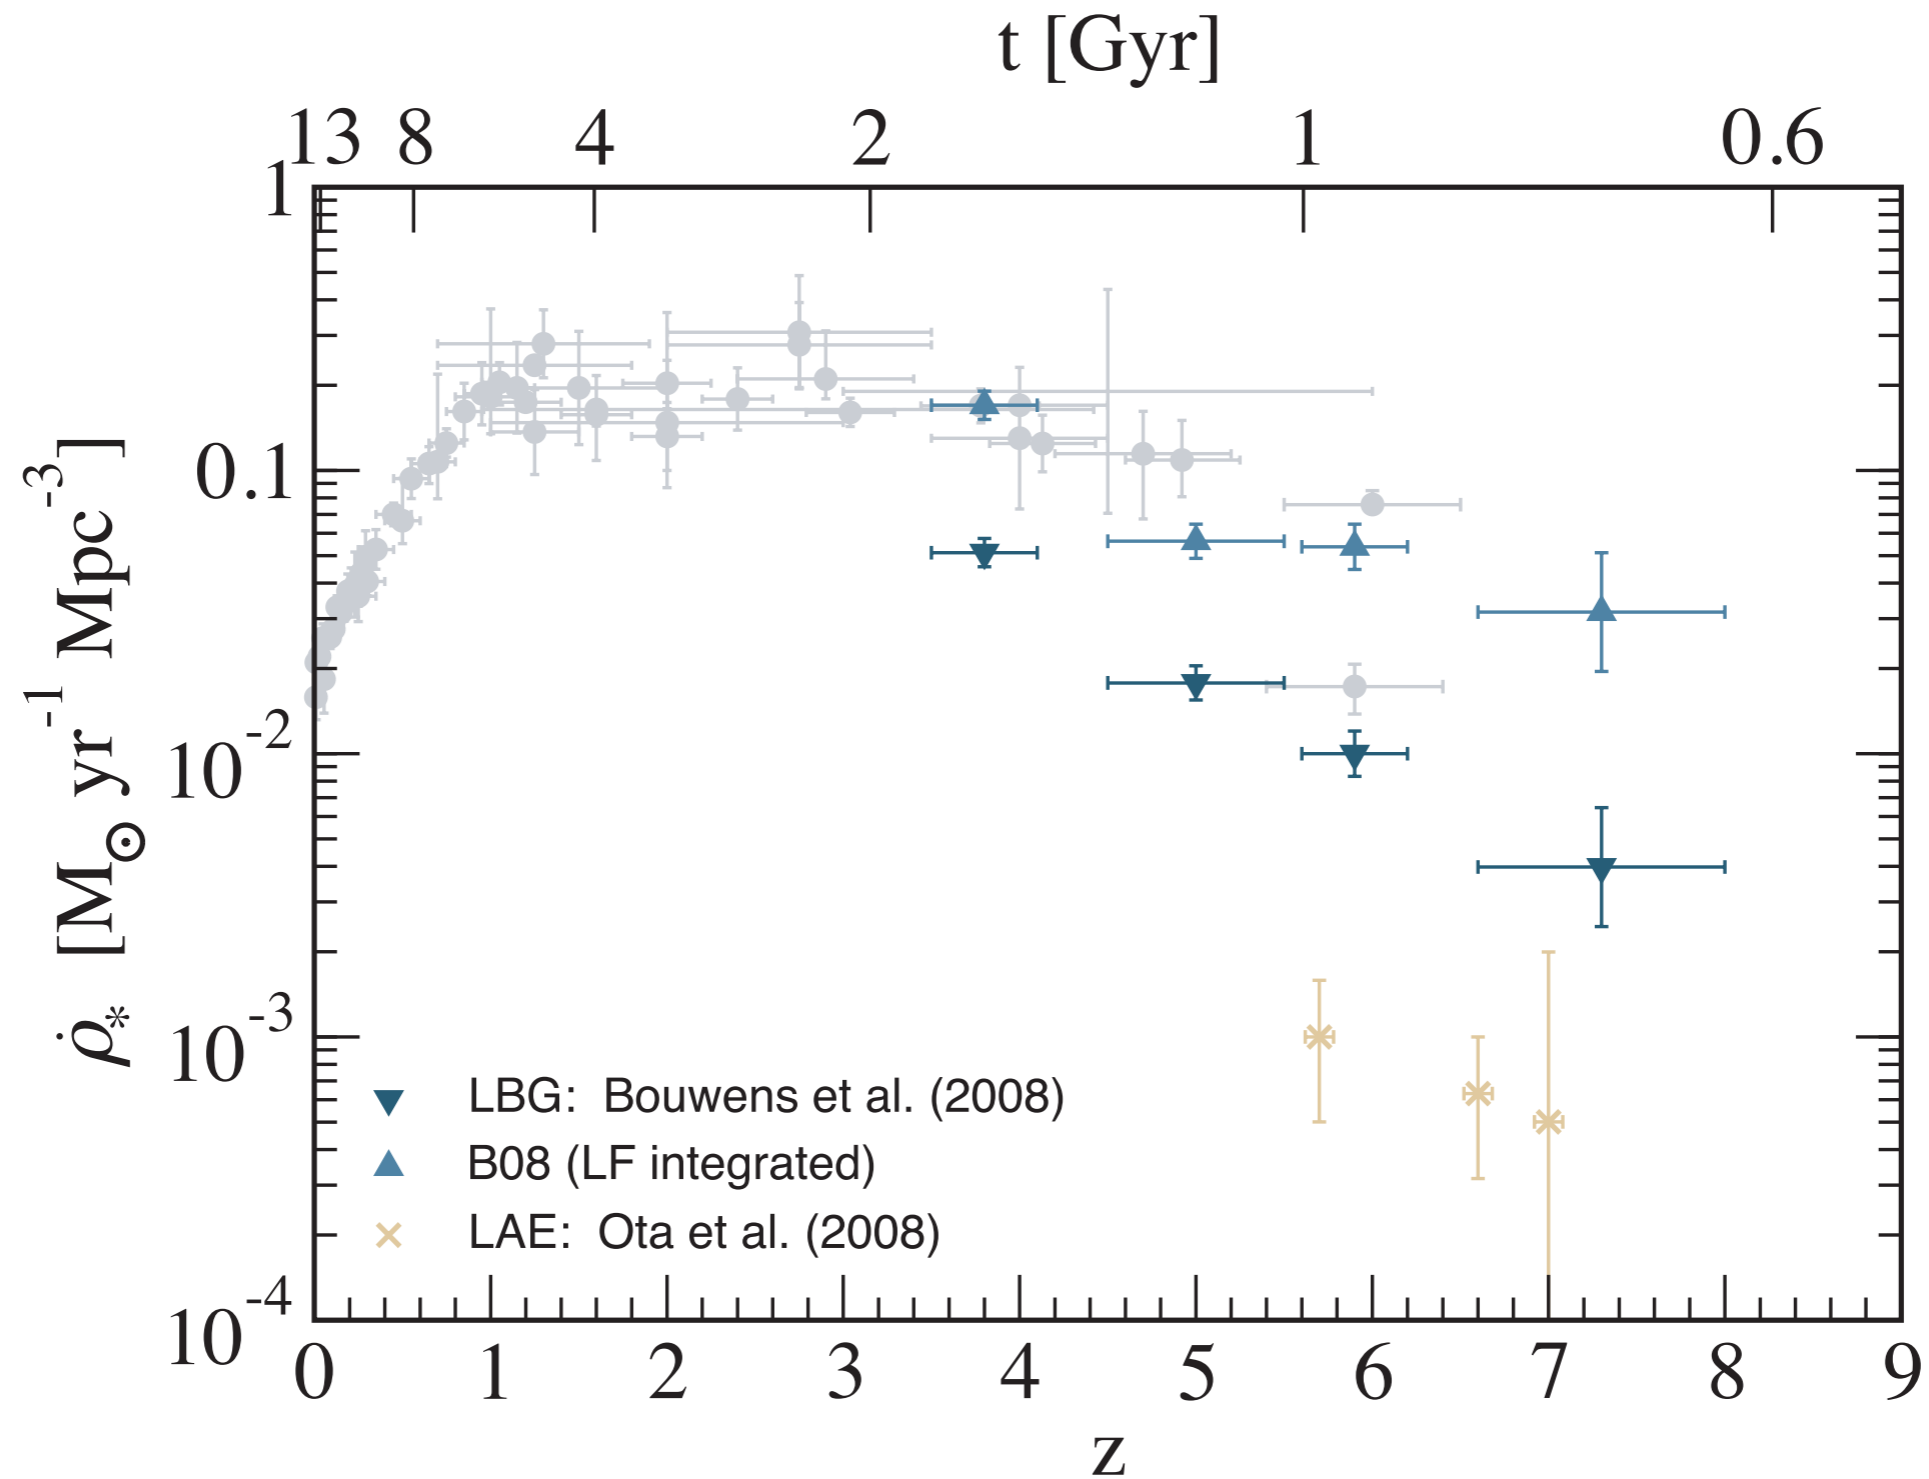 t [Gyr]
13 8 4 2 1 0.6
1
0.1
10^-2
10^-3
10^-4
ρ̇* [M⊙ yr^-1 Mpc^-3]
LBG: Bouwens et al. (2008)
B08 (LF integrated)
LAE: Ota et al. (2008)
0 1 2 3 4 5 6 7 8 9
z